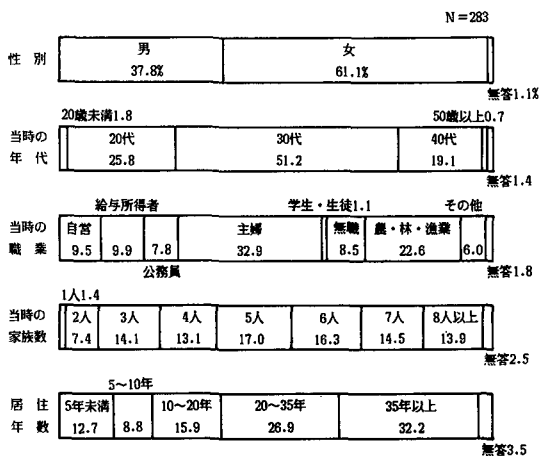 N=283
性別
男 女
37.8% 61.1%
無答1.1%
20歳未満1.8 50歳以上0.7
当時の 20代 30代 40代
年代 25.8 51.2 19.1
無答1.4
給与所得者 学生・生徒1.1 その他
当時の 自営 主婦 無職 農・林・漁業
職業 9.5 9.9 7.8 32.9 8.5 22.6 6.0
公務員 無答1.8
1人1.4
当時の 2人 3人 4人 5人 6人 7人 8人以上
家族数 7.4 14.1 13.1 17.0 16.3 14.5 13.9
無答2.5
5〜10年
居住 5年未満 10〜20年 20〜35年 35年以上
年数 12.7 8.8 15.9 26.9 32.2
無答3.5